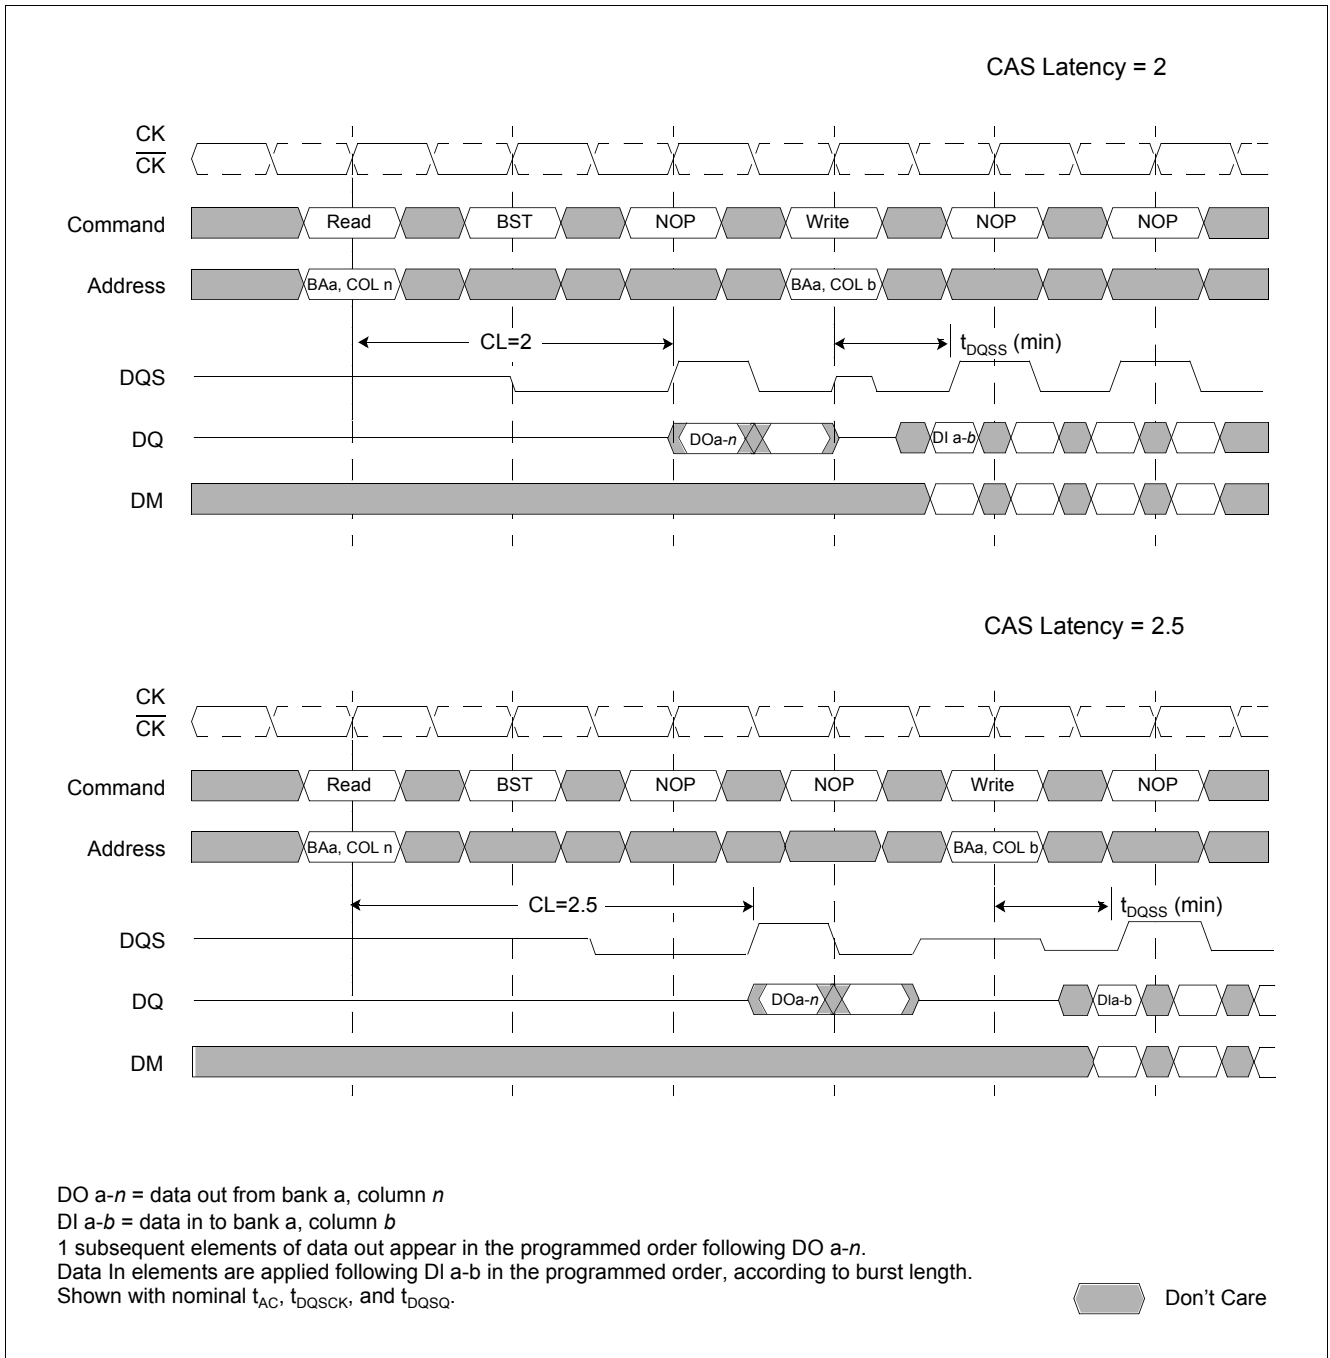 CAS Latency = 2
CK
CK
Command Read BST NOP Write NOP NOP
Address BAa, COL n BAa, COL b
CL=2 tDQSS (min)
DQS
DQ DOa-n DI a-b
DM
CAS Latency = 2.5
CK
CK
Command Read BST NOP NOP Write NOP
Address BAa, COL n BAa, COL b
CL=2.5 tDQSS (min)
DQS
DQ DOa-n DIa-b
DM
DO a-n = data out from bank a, column n
DI a-b = data in to bank a, column b
1 subsequent elements of data out appear in the programmed order following DO a-n.
Data In elements are applied following DI a-b in the programmed order, according to burst length.
Shown with nominal tAC, tDQSCK, and tDQSQ.
Don't Care